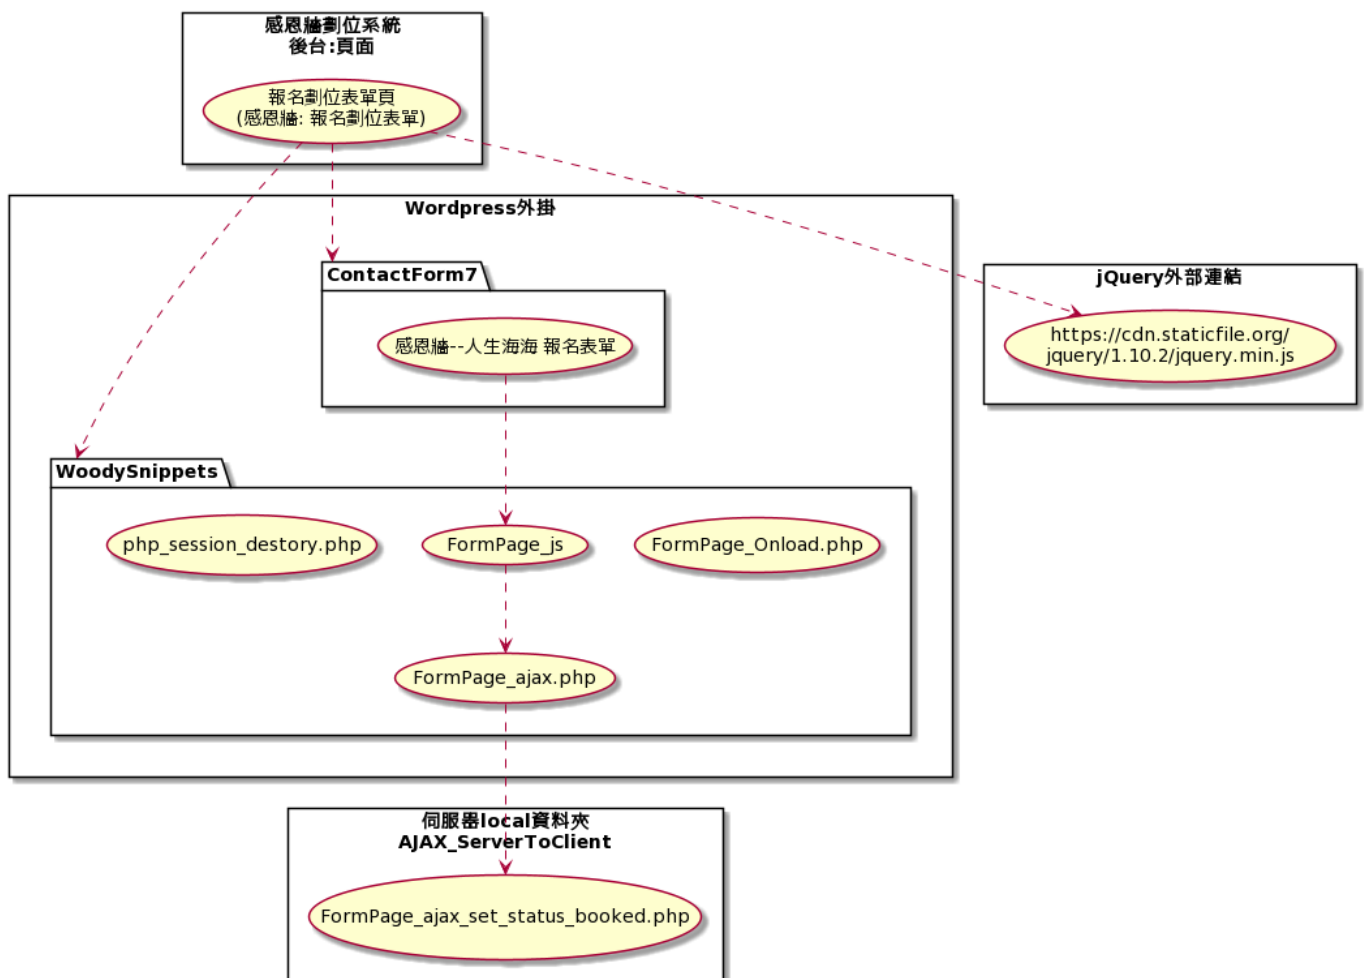 感恩牆劃位系統
後台:頁面
報名劃位表單頁
(感恩牆: 報名劃位表單)
Wordpress外掛
ContactForm7
感恩牆--人生海海 報名表單
jQuery外部連結
https://cdn.staticfile.org/
jquery/1.10.2/jquery.min.js
WoodySnippets
php_session_destory.php
FormPage_js
FormPage_Onload.php
FormPage_ajax.php
伺服器local資料夾
AJAX_ServerToClient
FormPage_ajax_set_status_booked.php